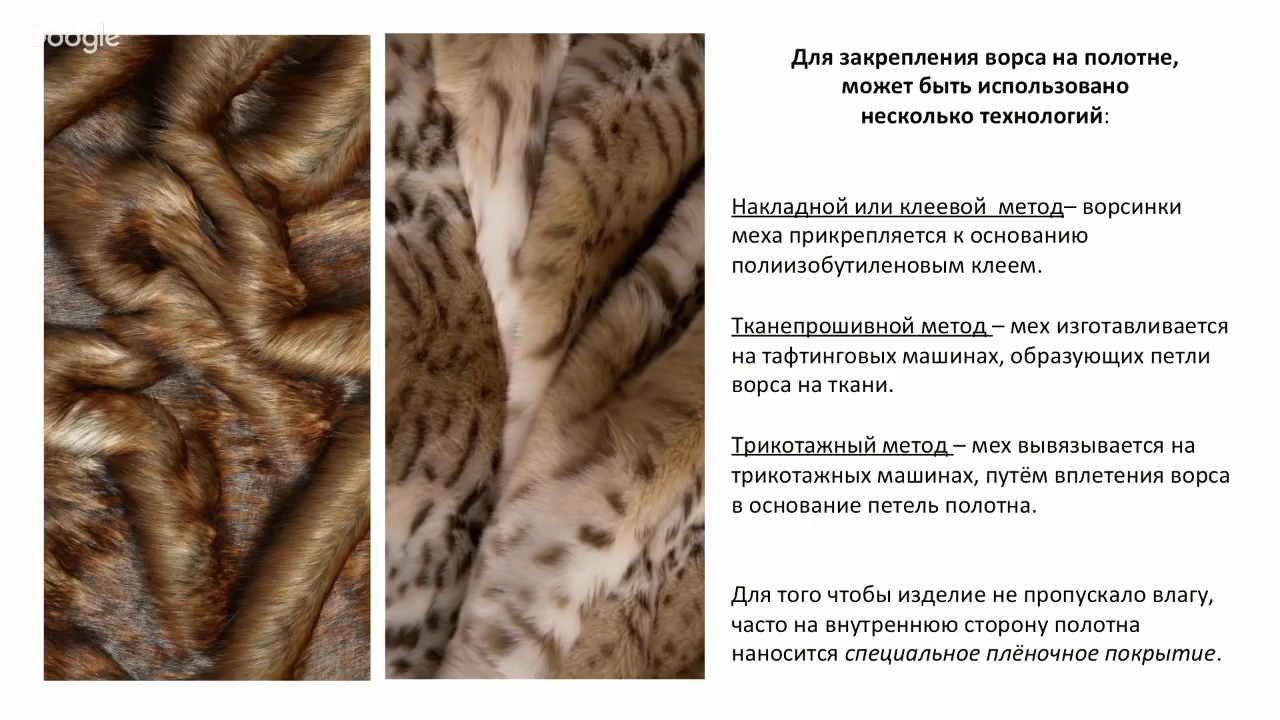 Google
Для закрепления ворса на полотне,
может быть использовано
несколько технологий:
Накладной или клеевой  метод– ворсинки
меха прикрепляется к основанию
полиизобутиленовым клеем.
Тканепрошивной метод – мех изготавливается
на тафтинговых машинах, образующих петли
ворса на ткани.
Трикотажный метод – мех вывязывается на
трикотажных машинах, путём вплетения ворса
в основание петель полотна.
Для того чтобы изделие не пропускало влагу,
часто на внутреннюю сторону полотна
наносится специальное плёночное покрытие.